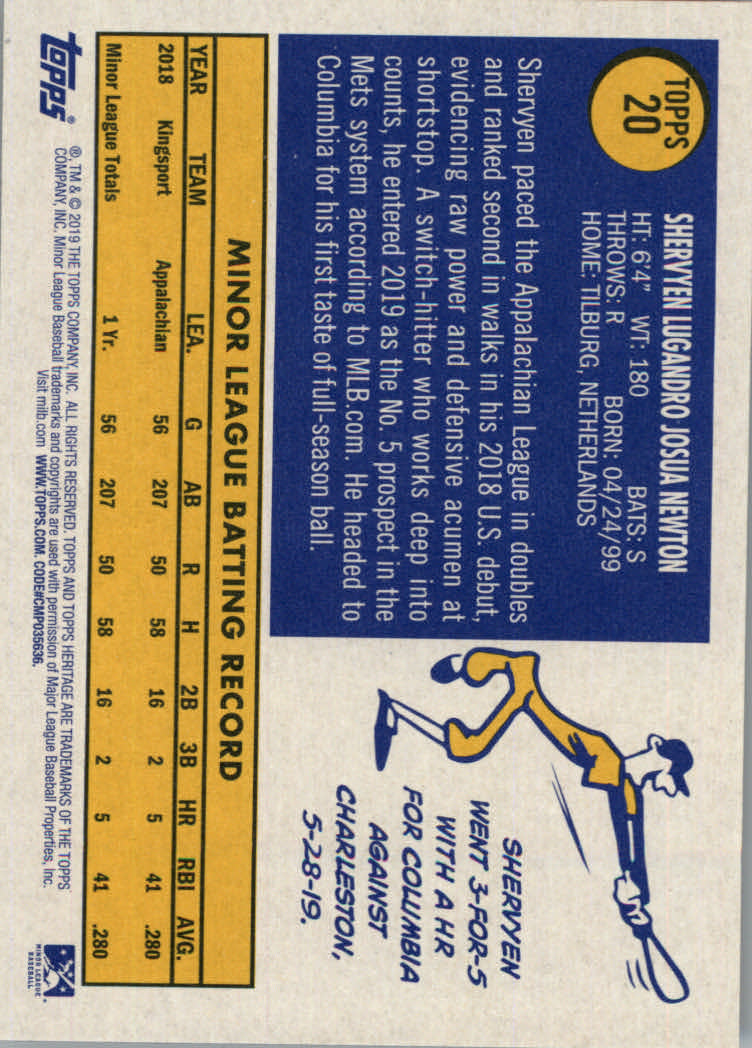 TOPPS
20
SHERVYEN LUGANDRO JOSUA NEWTON
HT: 6'4" WT: 180 BATS: S
THROWS: R BORN: 04/24/99
HOME: TILBURG, NETHERLANDS
Shervyen paced the Appalachian League in doubles
and ranked second in walks in his 2018 U.S. debut,
evidencing raw power and defensive acumen at
shortstop. A switch-hitter who works deep into
counts, he entered 2019 as the No. 5 prospect in the
Mets system according to MLB.com. He headed to
Columbia for his first taste of full-season ball.
SHERVYEN
WENT 3-FOR-5
WITH A HR
FOR COLUMBIA
AGAINST
CHARLESTON,
5-28-19.
MINOR LEAGUE BATTING RECORD
YEAR TEAM LEA. G AB R H 2B 3B HR RBI AVG.
2018 Kingsport Appalachian 56 207 50 58 16 2 5 41 .280
Minor League Totals 1 Yr. 56 207 50 58 16 2 5 41 .280
topps®
®, TM & © 2019 THE TOPPS COMPANY, INC. ALL RIGHTS RESERVED. TOPPS AND TOPPS HERITAGE ARE TRADEMARKS OF THE TOPPS
COMPANY, INC. Minor League Baseball trademarks and copyrights are used with permission of Major League Baseball Properties, Inc.
Visit milb.com WWW.TOPPS.COM. CODE#CMP035636.
MINOR LEAGUE
BASEBALL